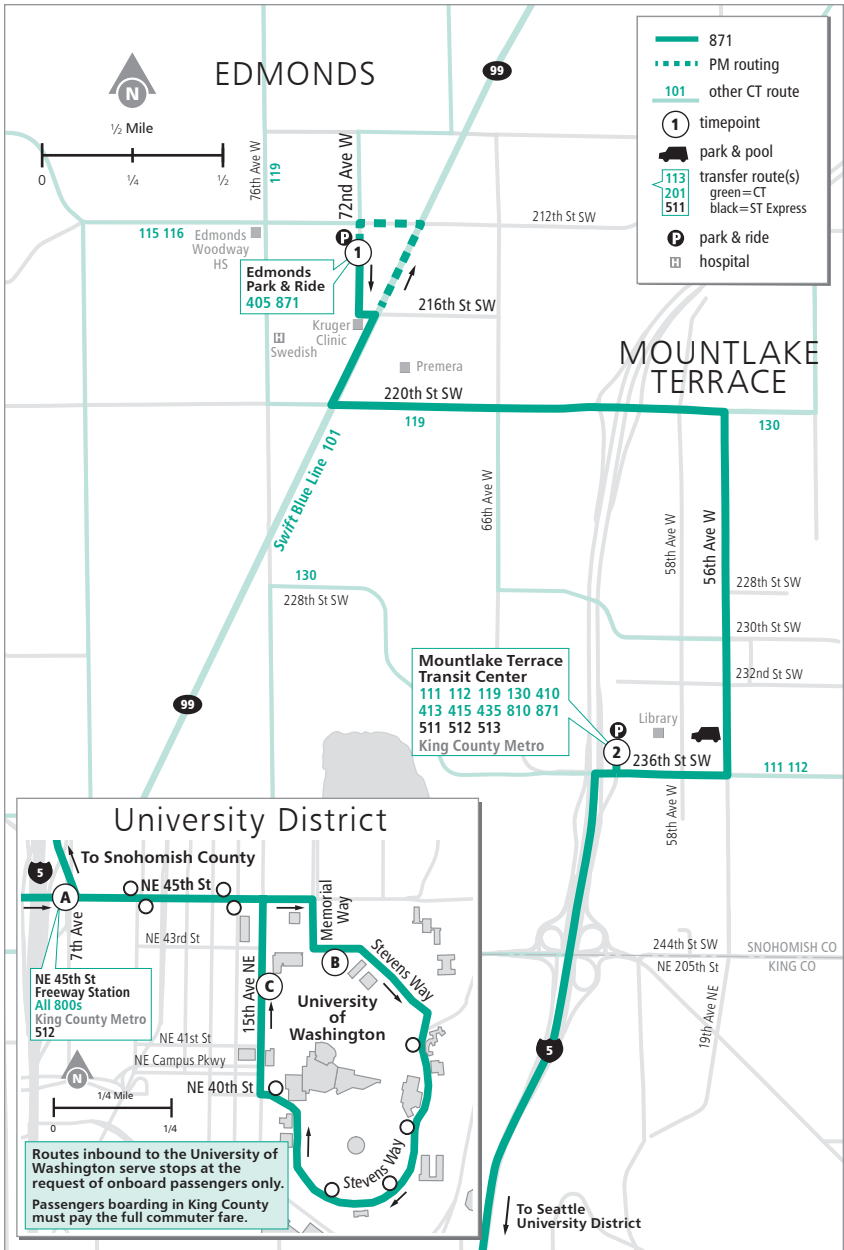 EDMONDS
99
871
PM routing
101
other CT route
1
timepoint
park & pool
113
201
511
transfer route(s)
green=CT
black=ST Express
P
park & ride
H
hospital
N
½ Mile
0
¼
½
76th Ave W
119
72nd Ave W
212th St SW
115 116
Edmonds
Woodway
HS
P
1
Edmonds
Park & Ride
405 871
216th St SW
Kruger
Clinic
H
Swedish
Premera
MOUNTLAKE
TERRACE
220th St SW
119
130
Swift Blue Line 101
66th Ave W
58th Ave W
56th Ave W
130
228th St SW
228th St SW
230th St SW
232nd St SW
Mountlake Terrace
Transit Center
111 112 119 130 410
413 415 435 810 871
511 512 513
King County Metro
99
P
Library
2
236th St SW
111 112
58th Ave W
244th St SW
SNOHOMISH CO
NE 205th St
KING CO
19th Ave NE
5
To Seattle
University District
University District
To Snohomish County
5
A
NE 45th St
7th Ave
Memorial
Way
NE 43rd St
B
Stevens Way
NE 45th St
Freeway Station
All 800s
King County Metro
512
15th Ave NE
C
University
of
Washington
NE 41st St
NE Campus Pkwy
N
NE 40th St
1/4 Mile
0
1/4
Stevens Way
Routes inbound to the University of
Washington serve stops at the
request of onboard passengers only.
Passengers boarding in King County
must pay the full commuter fare.